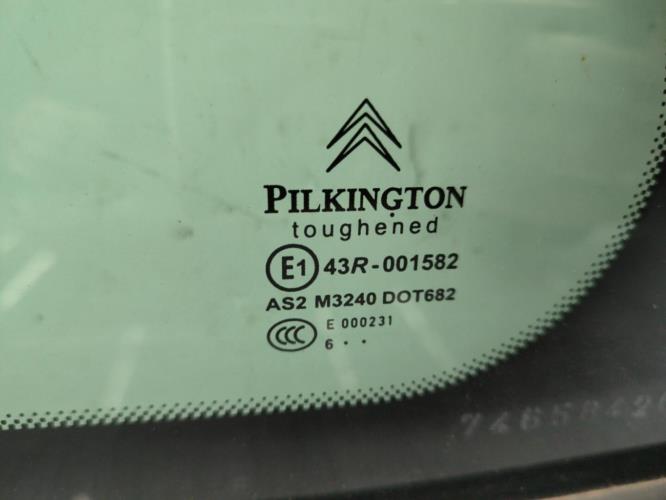 PILKINGTON
toughened
E1 43R-001582
AS2 M3240 DOT682
CCC E 000231
6 · ·